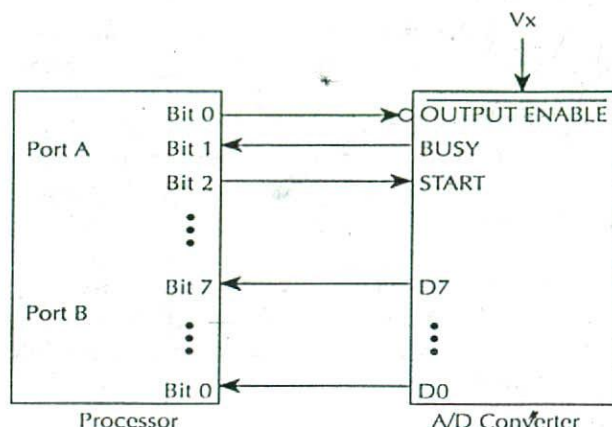 Vx
Bit 0
OUTPUT ENABLE
Port A
Bit 1
BUSY
Bit 2
START
Bit 7
D7
Port B
Bit 0
D0
Processor
A/D Converter